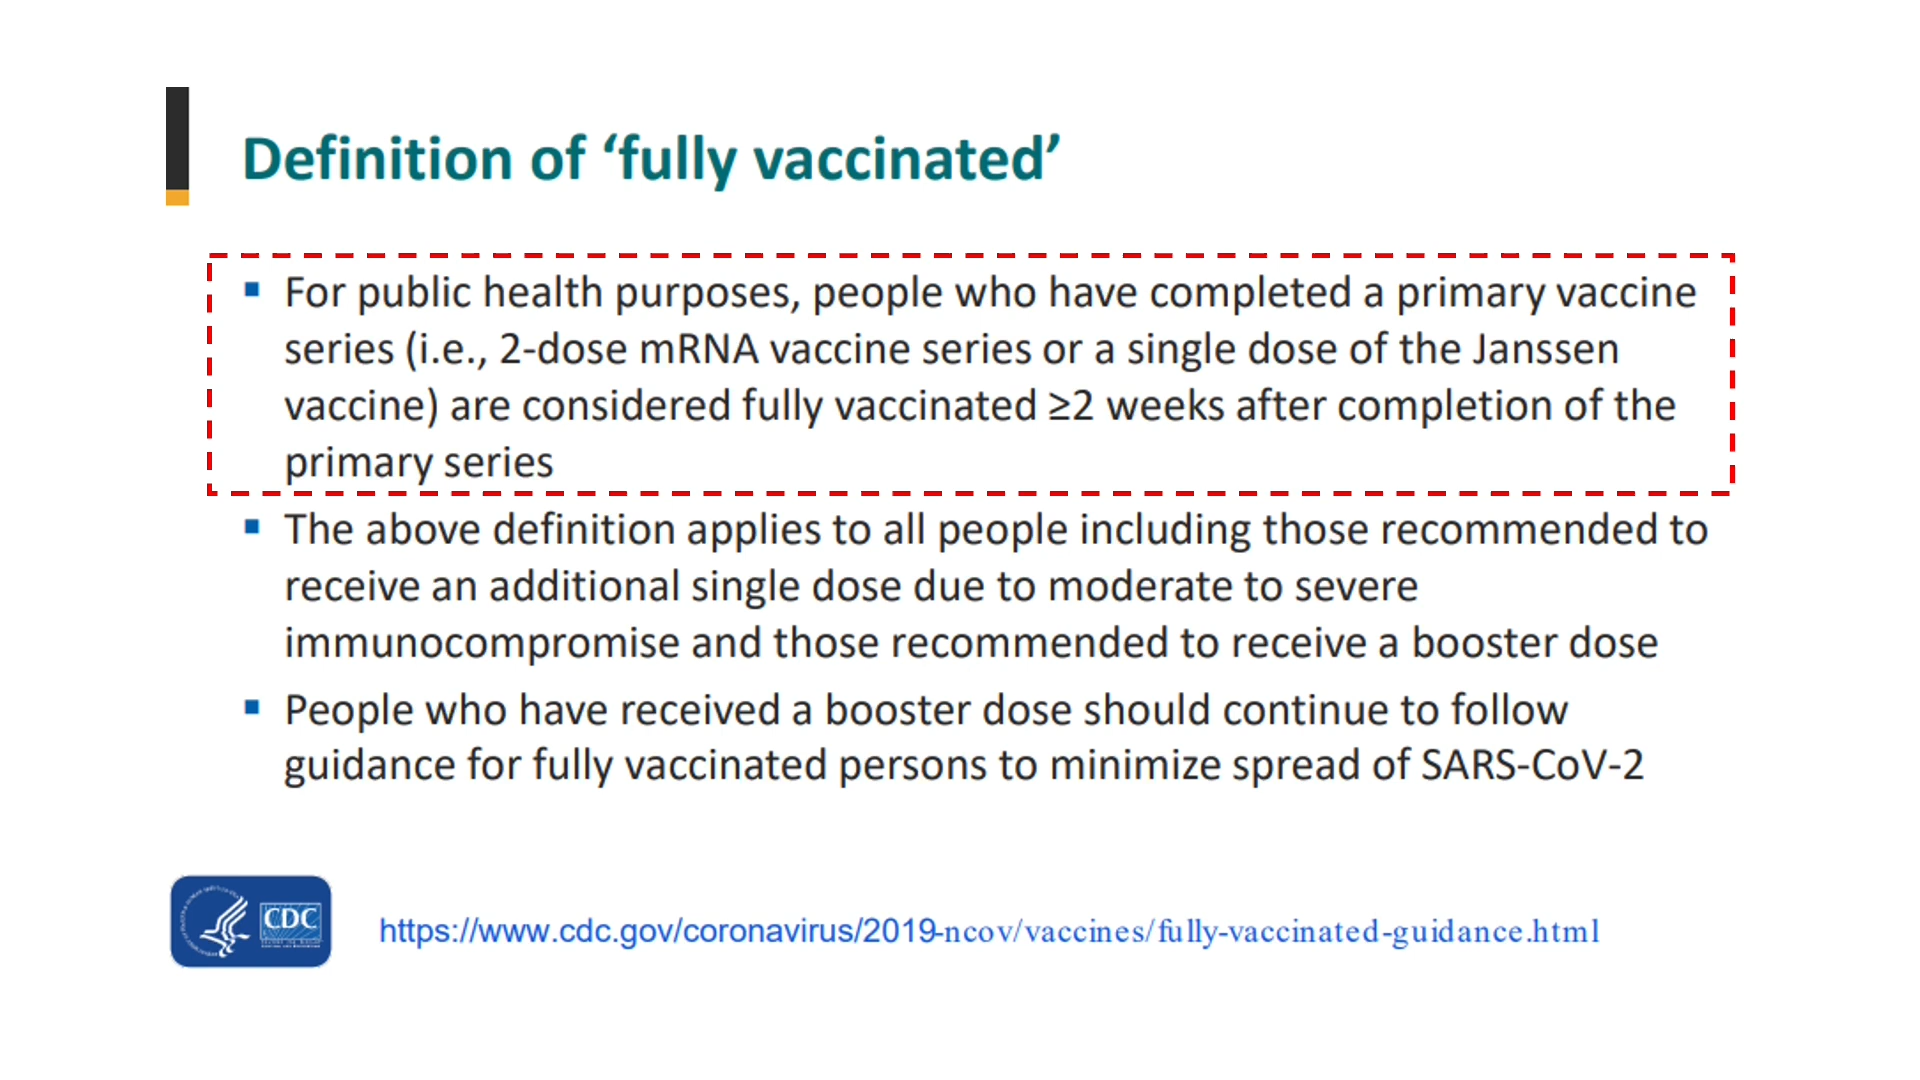 Definition of ‘fully vaccinated’
▪ For public health purposes, people who have completed a primary vaccine
series (i.e., 2-dose mRNA vaccine series or a single dose of the Janssen
vaccine) are considered fully vaccinated ≥2 weeks after completion of the
primary series
▪ The above definition applies to all people including those recommended to
receive an additional single dose due to moderate to severe
immunocompromise and those recommended to receive a booster dose
▪ People who have received a booster dose should continue to follow
guidance for fully vaccinated persons to minimize spread of SARS-CoV-2
CDC
https://www.cdc.gov/coronavirus/2019-ncov/vaccines/fully-vaccinated-guidance.html